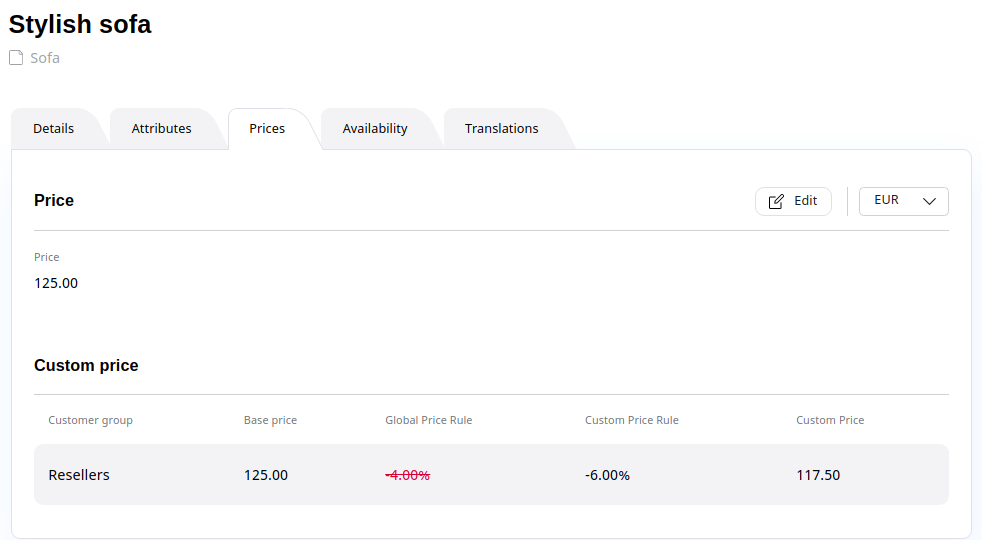 Stylish sofa
Sofa
Details Attributes Prices Availability Translations
Price Edit EUR
Price
125.00
Custom price
Customer group Base price Global Price Rule Custom Price Rule Custom Price
Resellers 125.00 -4.00% -6.00% 117.50